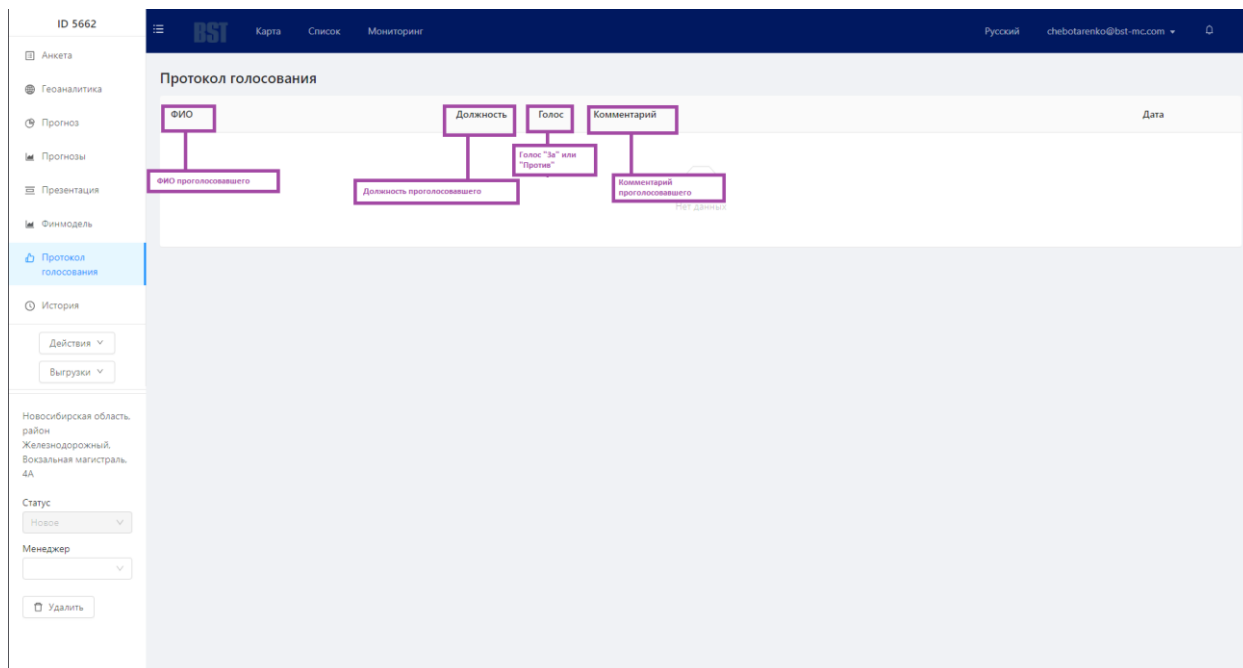 ID 5662
Анкета
Геоаналитика
Прогноз
Прогнозы
Презентация
Финмодель
Протокол
голосования
История
Действия
Выгрузки
Новосибирская область,
район
Железнодорожный,
Вокзальная магистраль,
4А
Статус
Новое
Менеджер
Удалить
BST
Карта
Список
Мониторинг
Русский
chebotarenko@bst-mc.com
Протокол голосования
ФИО
Должность
Голос
Комментарий
Дата
Голос "За" или
"Против"
ФИО проголосовавшего
Должность проголосовавшего
Комментарий
проголосовавшего
Нет данных